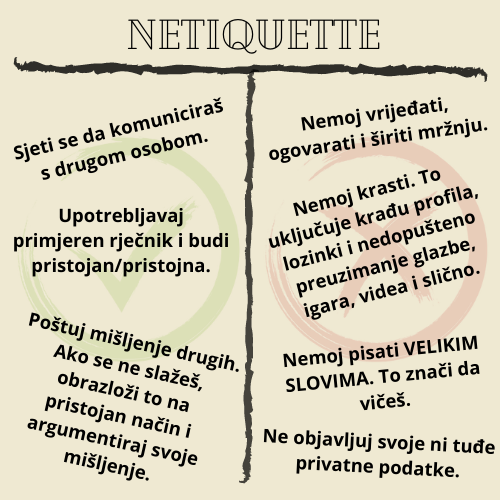 NETIQUETTE
Sjeti se da komuniciraš
s drugom osobom.
Upotrebljavaj
primjeren rječnik i budi
pristojan/pristojna.
Poštuj mišljenje drugih.
Ako se ne slažeš,
obrazloži to na
pristojan način i
argumentiraj svoje
mišljenje.
Nemoj vrijeđati,
ogovarati i širiti mržnju.
Nemoj krasti. To
uključuje krađu profila,
lozinki i nedopušteno
preuzimanje glazbe,
igara, videa i slično.
Nemoj pisati VELIKIM
SLOVIMA. To znači da
vičeš.
Ne objavljuj svoje ni tuđe
privatne podatke.